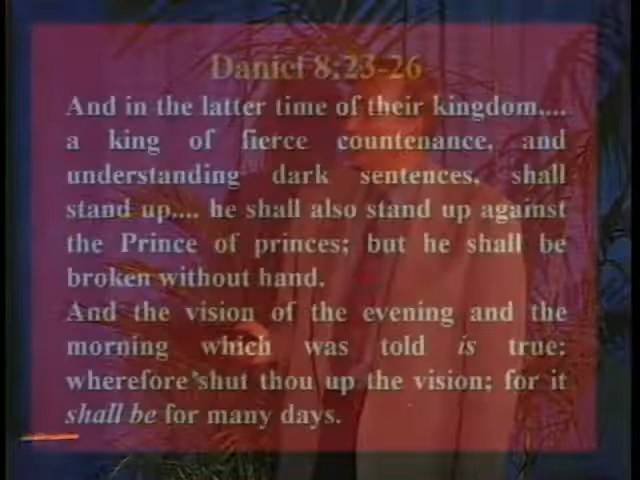 Daniel 8:23-26
And in the latter time of their kingdom,...
a king of fierce countenance, and
understanding dark sentences, shall
stand up.... he shall also stand up against
the Prince of princes; but he shall be
broken without hand.
And the vision of the evening and the
morning which was told is true:
wherefore shut thou up the vision; for it
shall be for many days.